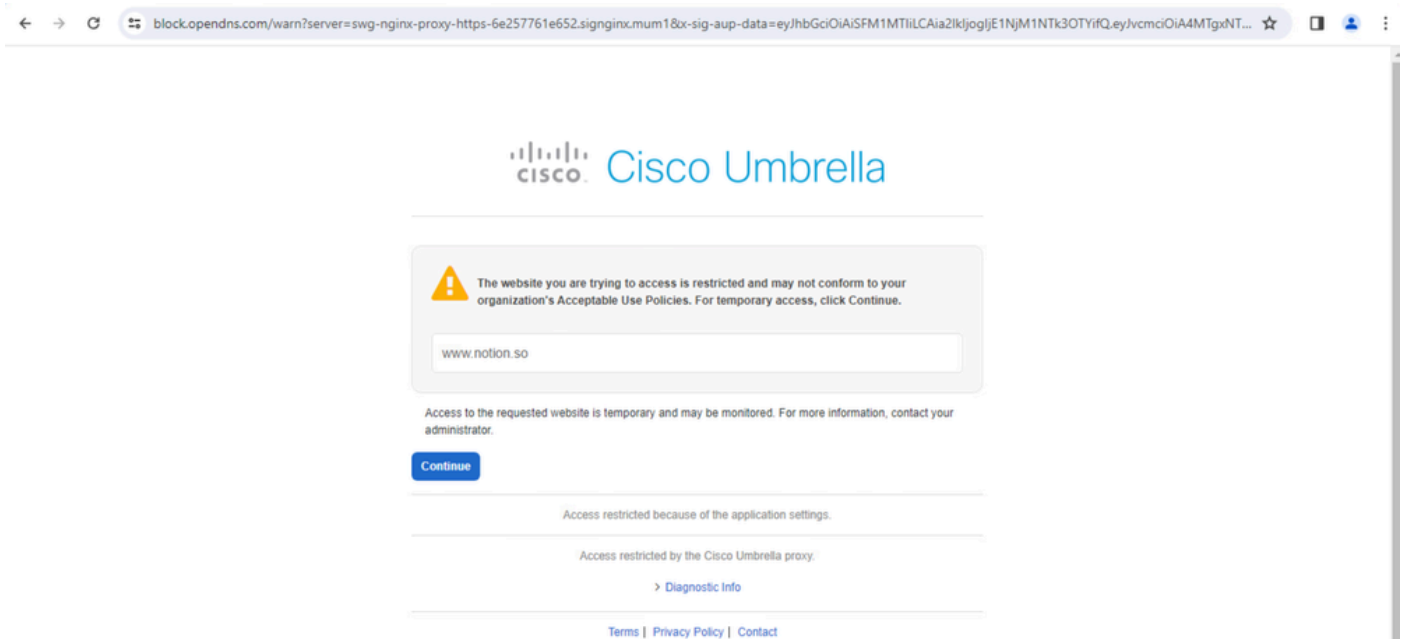 block.opendns.com/warn?server=swg-nginx-proxy-https-6e257761e652.signginx.mum1&x-sig-aup-data=eyJhbGciOiAiSFM1MTIiLCAia2lkIjogIjE1NjM1NTk3OTYifQ.eyJvcmciOiA4MTgxNT...
CISCO
Cisco Umbrella
The website you are trying to access is restricted and may not conform to your
organization's Acceptable Use Policies. For temporary access, click Continue.
www.notion.so
Access to the requested website is temporary and may be monitored. For more information, contact your
administrator.
Continue
Access restricted because of the application settings.
Access restricted by the Cisco Umbrella proxy.
> Diagnostic Info
Terms | Privacy Policy | Contact